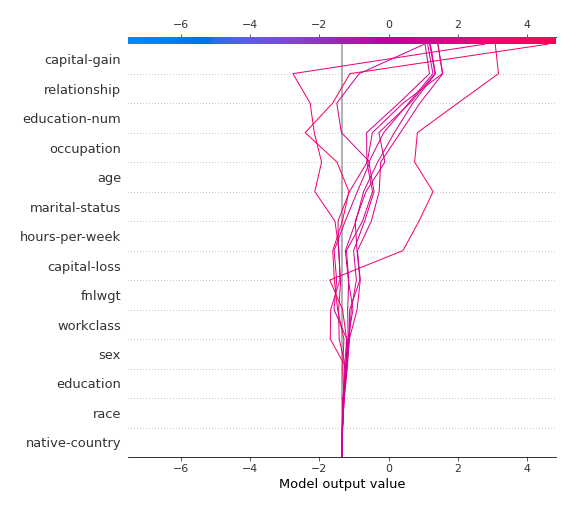 −6 −4 −2 0 2 4
capital-gain
relationship
education-num
occupation
age
marital-status
hours-per-week
capital-loss
fnlwgt
workclass
sex
education
race
native-country
−6 −4 −2 0 2 4
Model output value